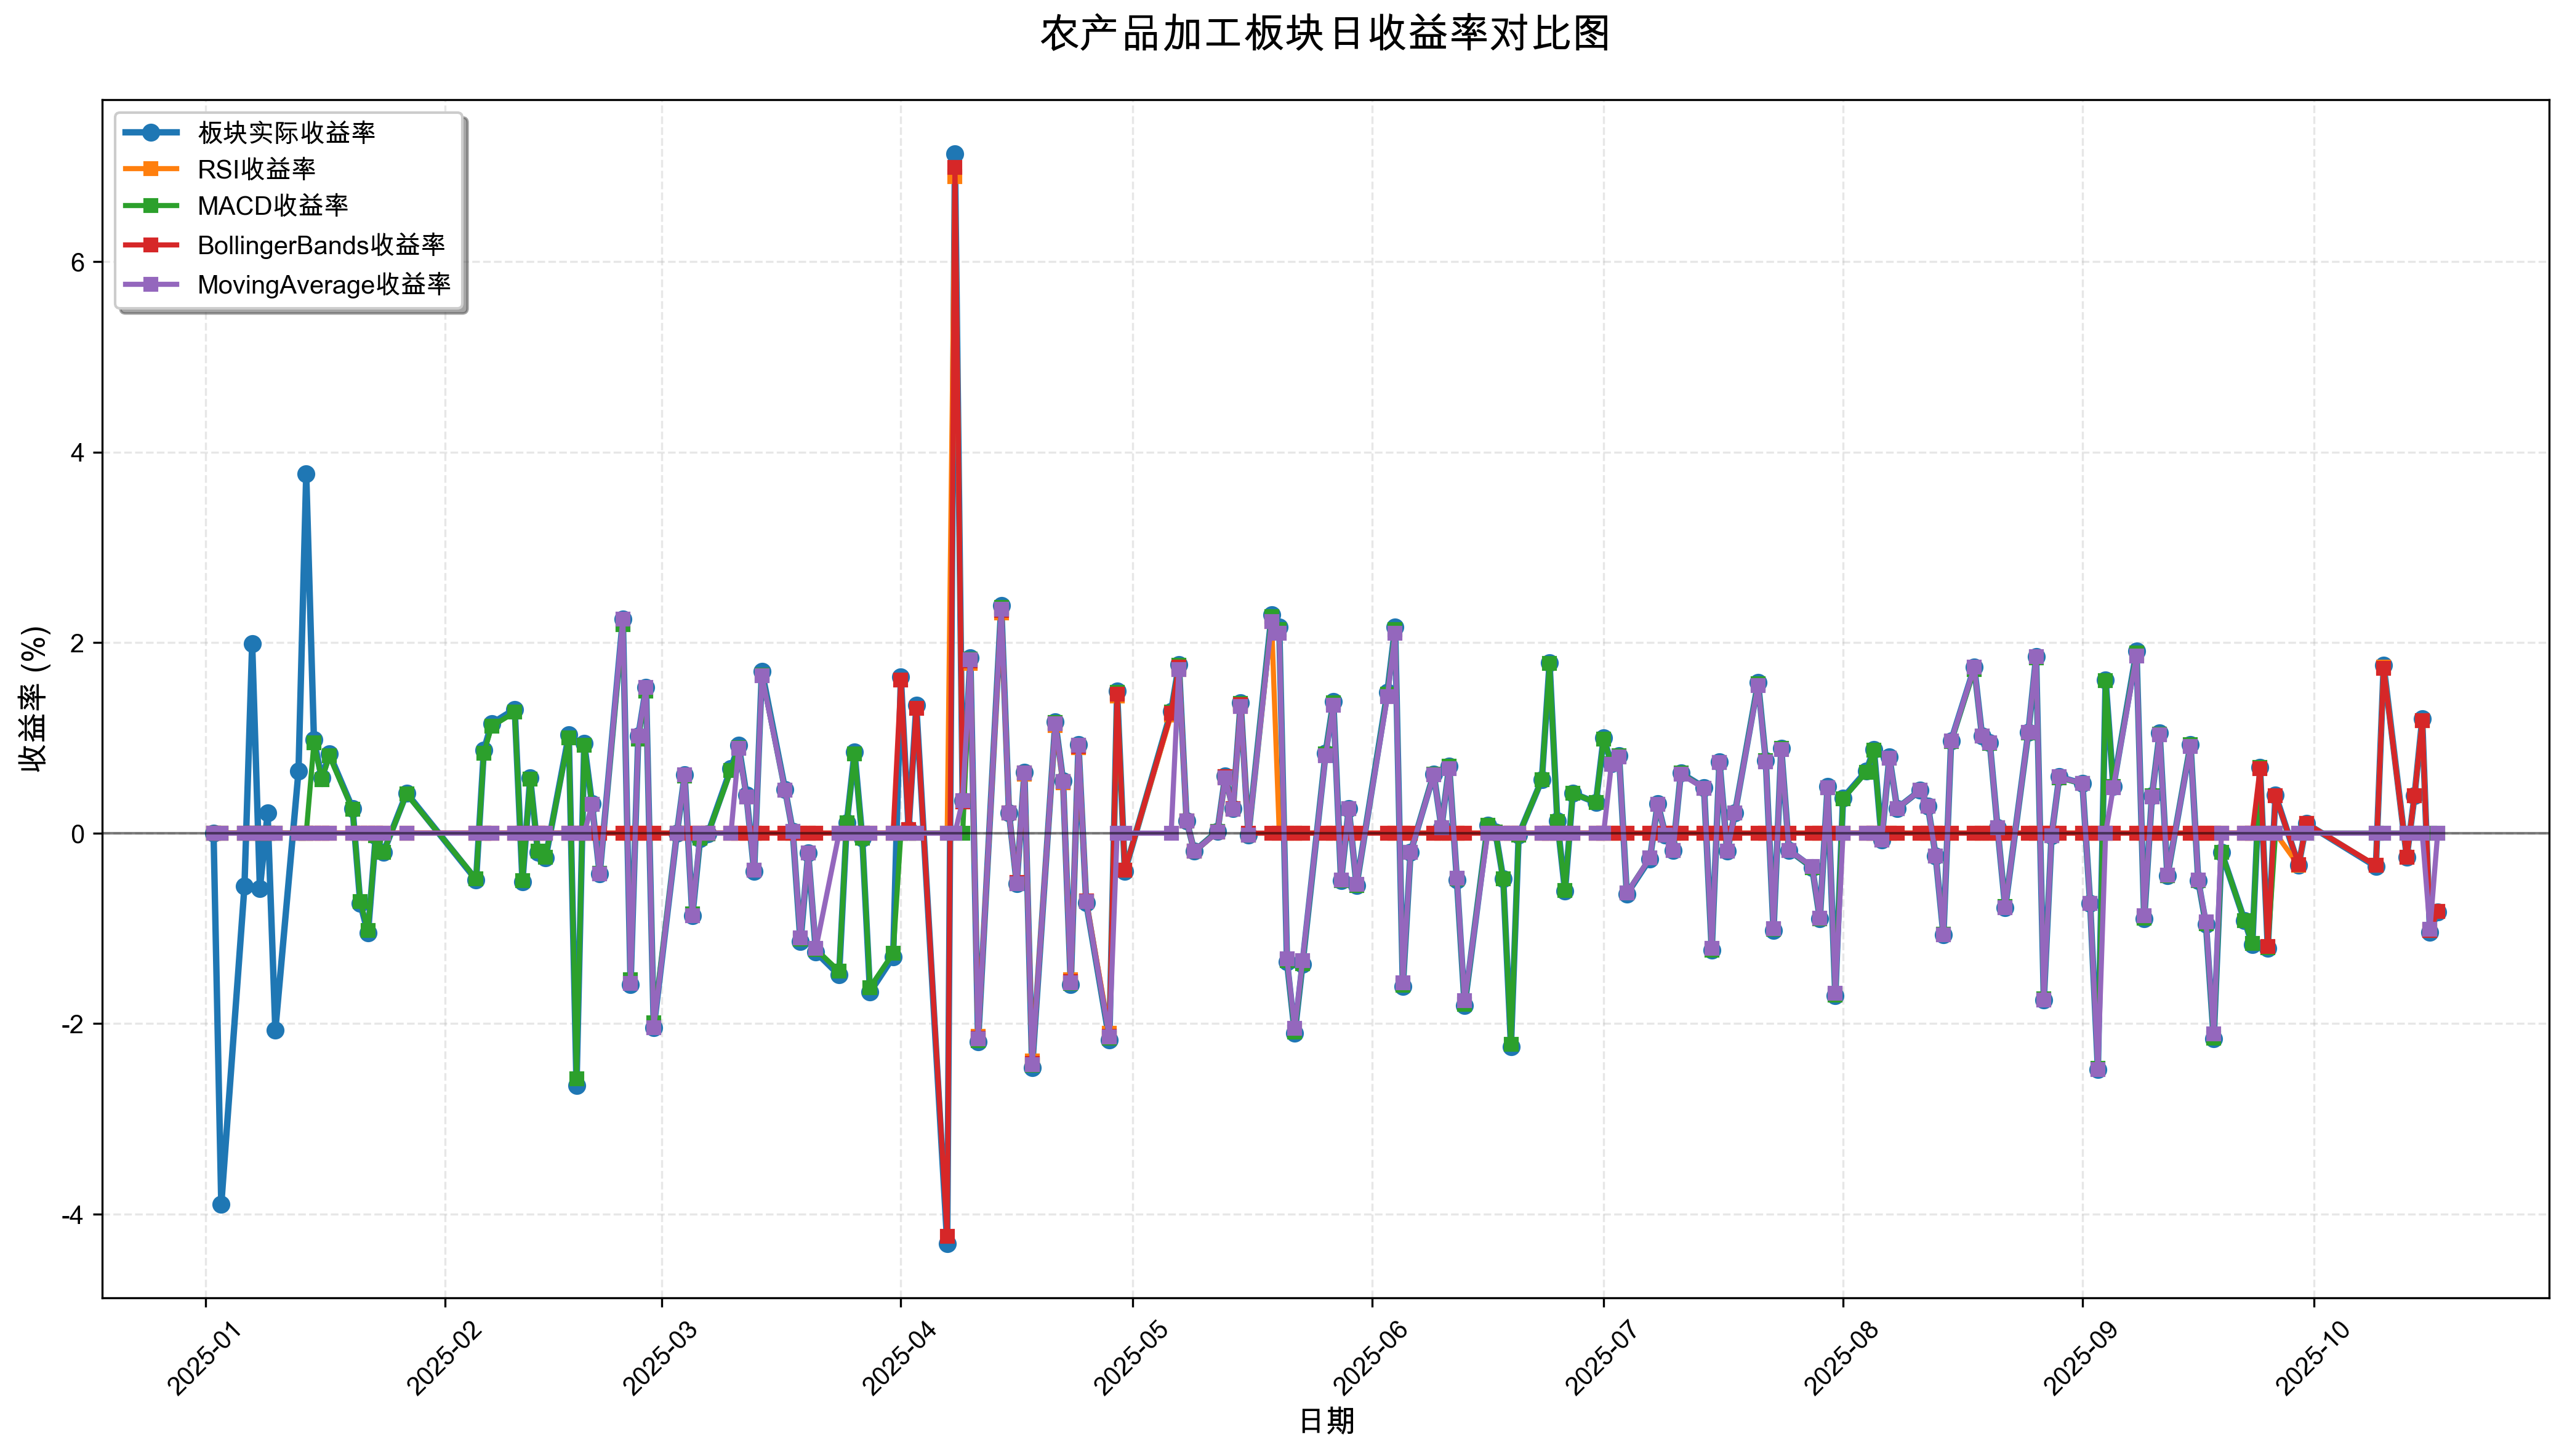 农产品加工板块日收益率对比图
板块实际收益率
RSI收益率
MACD收益率
BollingerBands收益率
MovingAverage收益率
收益率 (%)
6
4
2
0
-2
-4
2025-01
2025-02
2025-03
2025-04
2025-05
2025-06
2025-07
2025-08
2025-09
2025-10
日期